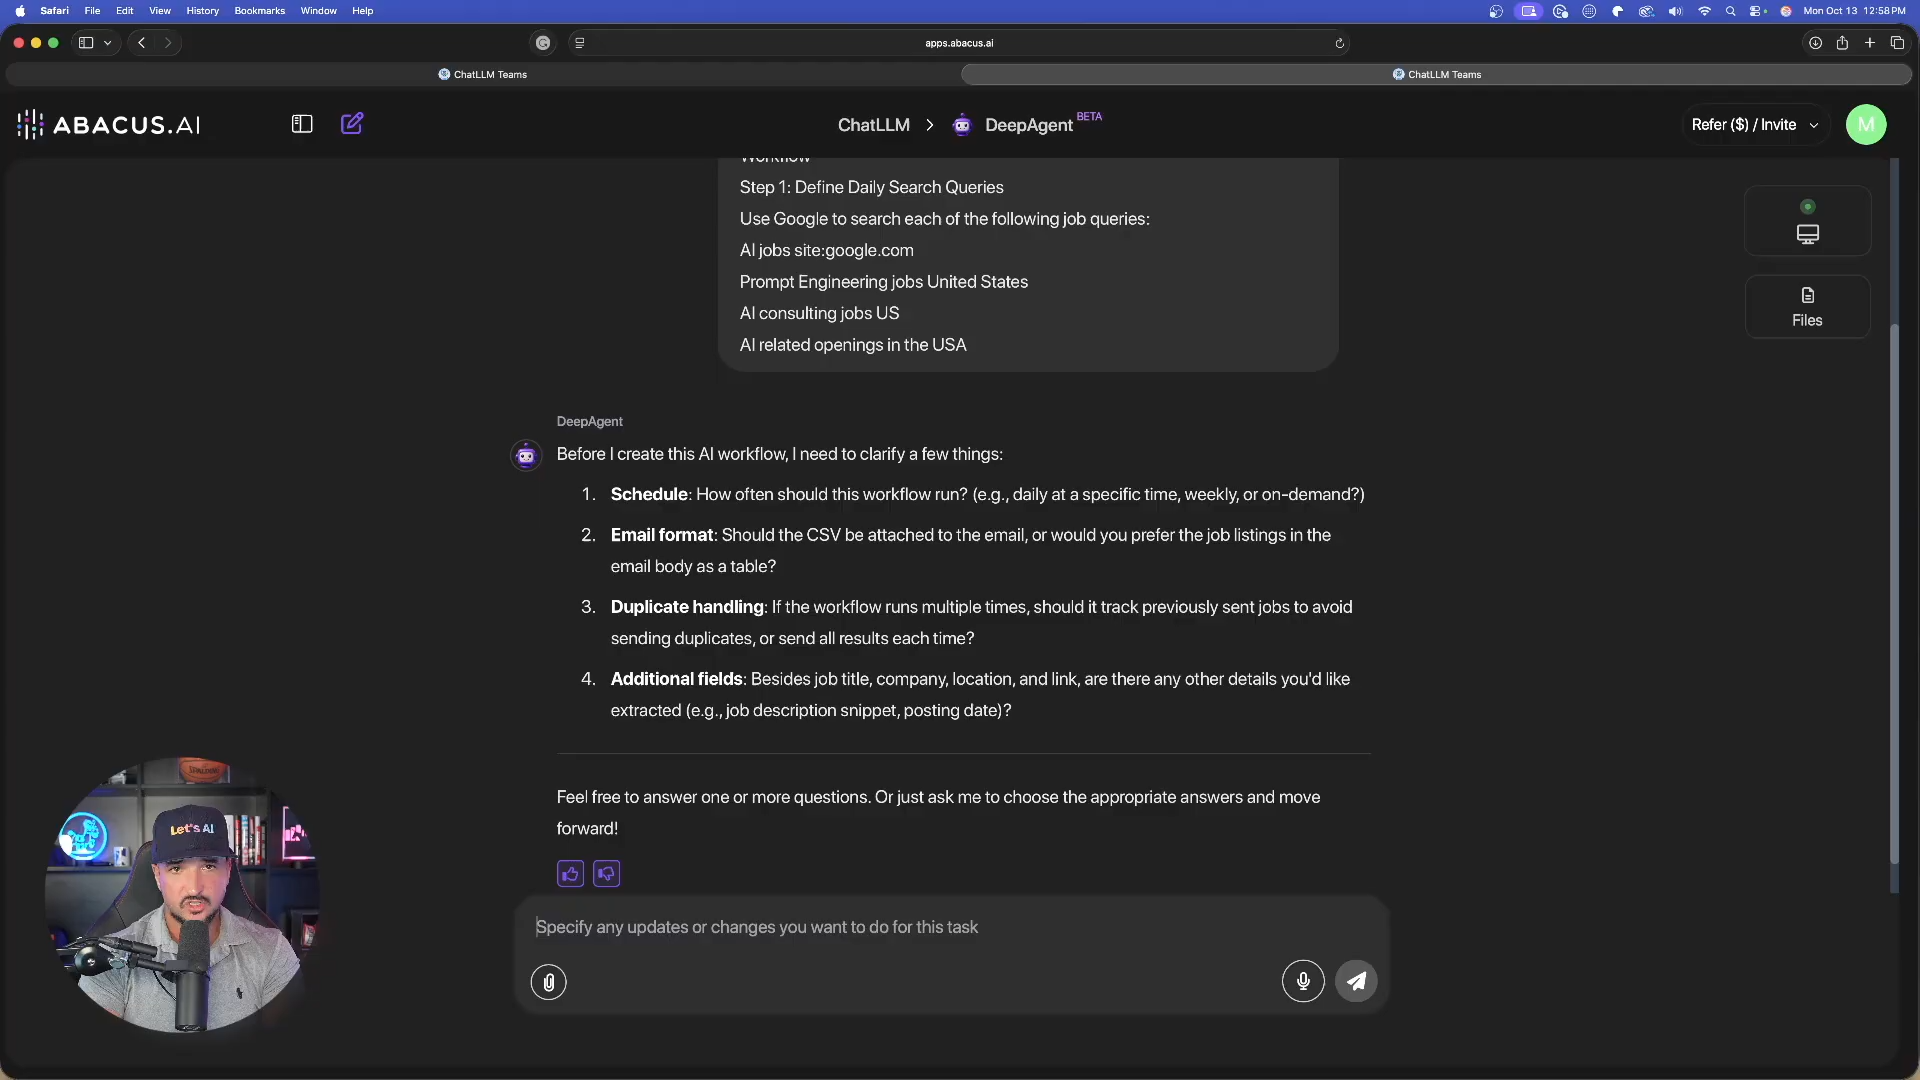 Safari File Edit View History Bookmarks Window Help Mon Oct 13 12:58 PM
apps.abacus.ai
ChatLLM Teams
ChatLLM Teams
ABACUS.AI
ChatLLM > DeepAgent BETA
Refer ($) / Invite
M
Workflow
Step 1: Define Daily Search Queries
Use Google to search each of the following job queries:
AI jobs site:google.com
Prompt Engineering jobs United States
AI consulting jobs US
AI related openings in the USA
Files
DeepAgent
Before I create this AI workflow, I need to clarify a few things:
1. Schedule: How often should this workflow run? (e.g., daily at a specific time, weekly, or on-demand?)
2. Email format: Should the CSV be attached to the email, or would you prefer the job listings in the
email body as a table?
3. Duplicate handling: If the workflow runs multiple times, should it track previously sent jobs to avoid
sending duplicates, or send all results each time?
4. Additional fields: Besides job title, company, location, and link, are there any other details you'd like
extracted (e.g., job description snippet, posting date)?
Feel free to answer one or more questions. Or just ask me to choose the appropriate answers and move
forward!
SPALDING
Let's AI
Specify any updates or changes you want to do for this task